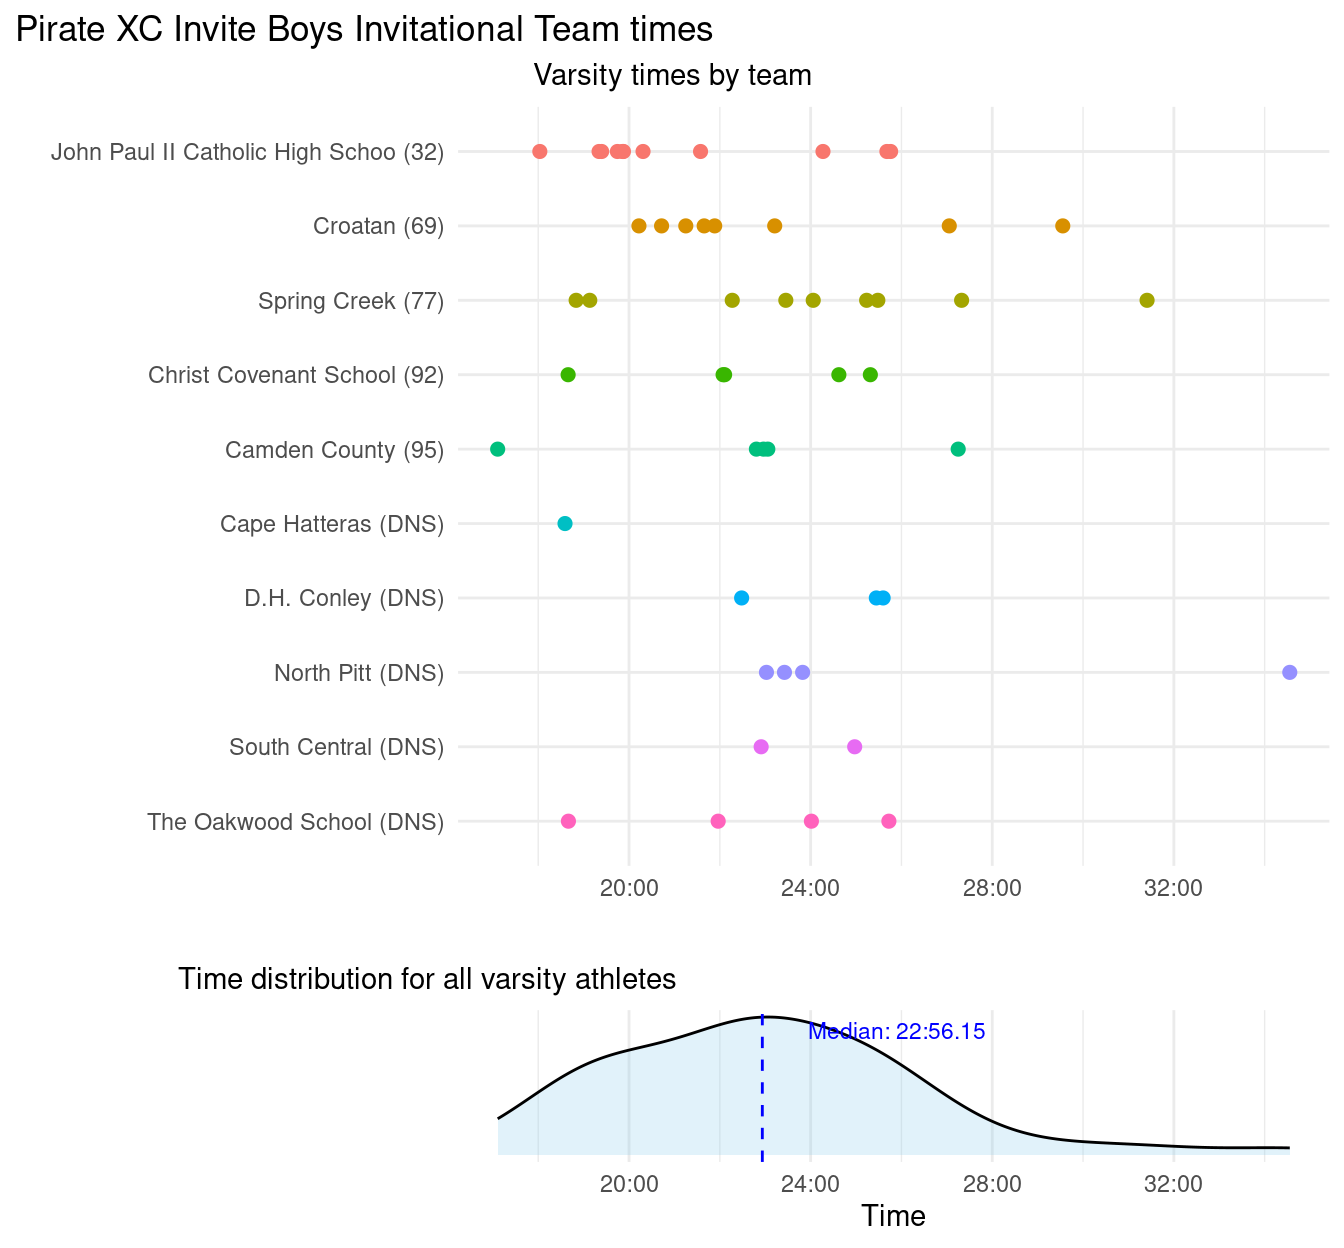 Pirate XC Invite Boys Invitational Team times
Varsity times by team
John Paul II Catholic High Schoo (32)
Croatan (69)
Spring Creek (77)
Christ Covenant School (92)
Camden County (95)
Cape Hatteras (DNS)
D.H. Conley (DNS)
North Pitt (DNS)
South Central (DNS)
The Oakwood School (DNS)
20:00 24:00 28:00 32:00
Time distribution for all varsity athletes
Median: 22:56.15
20:00 24:00 28:00 32:00
Time